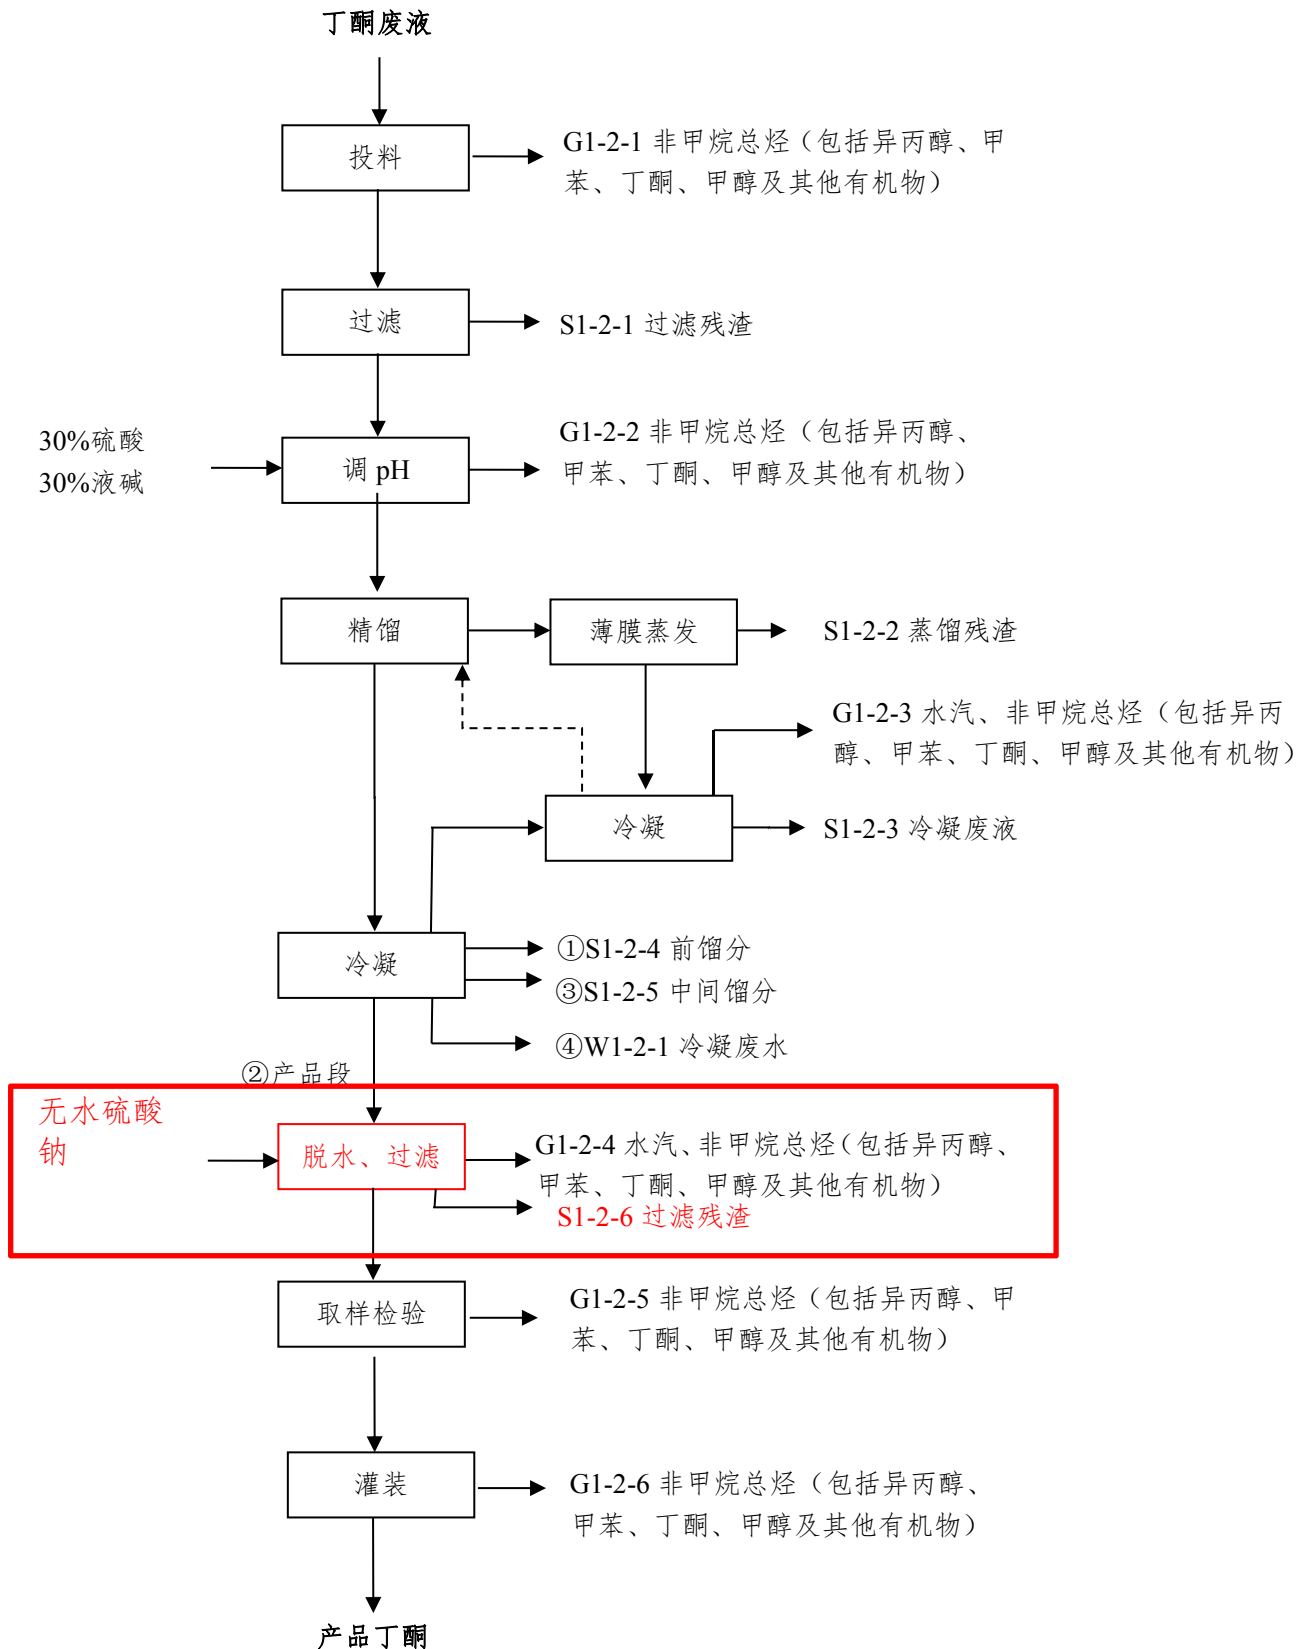 丁酮废液
投料
G1-2-1 非甲烷总烃（包括异丙醇、甲
苯、丁酮、甲醇及其他有机物）
过滤
S1-2-1 过滤残渣
30%硫酸
30%液碱
调 pH
G1-2-2 非甲烷总烃（包括异丙醇、
甲苯、丁酮、甲醇及其他有机物）
精馏
薄膜蒸发
S1-2-2 蒸馏残渣
G1-2-3 水汽、非甲烷总烃（包括异丙
醇、甲苯、丁酮、甲醇及其他有机物）
冷凝
S1-2-3 冷凝废液
冷凝
①S1-2-4 前馏分
③S1-2-5 中间馏分
④W1-2-1 冷凝废水
②产品段
无水硫酸
钠
脱水、过滤
G1-2-4 水汽、非甲烷总烃（包括异丙醇、
甲苯、丁酮、甲醇及其他有机物）
S1-2-6 过滤残渣
取样检验
G1-2-5 非甲烷总烃（包括异丙醇、甲
苯、丁酮、甲醇及其他有机物）
灌装
G1-2-6 非甲烷总烃（包括异丙醇、
甲苯、丁酮、甲醇及其他有机物）
产品丁酮